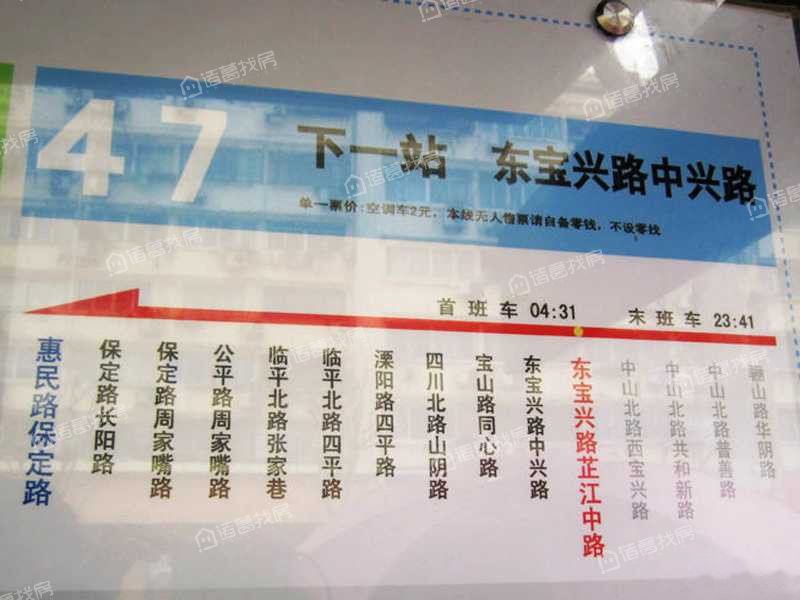 47
下一站 东宝兴路中兴路
单一票价:空调车2元，本线无人售票请自备零钱，不设零找
首班车 04:31 末班车 23:41
惠民路保定路
保定路长阳路
保定路周家嘴路
公平路周家嘴路
临平北路张家巷
临平北路四平路
溧阳路四平路
四川北路山阴路
宝山路同心路
东宝兴路中兴路
东宝兴路芷江中路
中山北路西宝兴路
中山北路共和新路
中山北路普善路
骊山路华阴路
诸葛找房